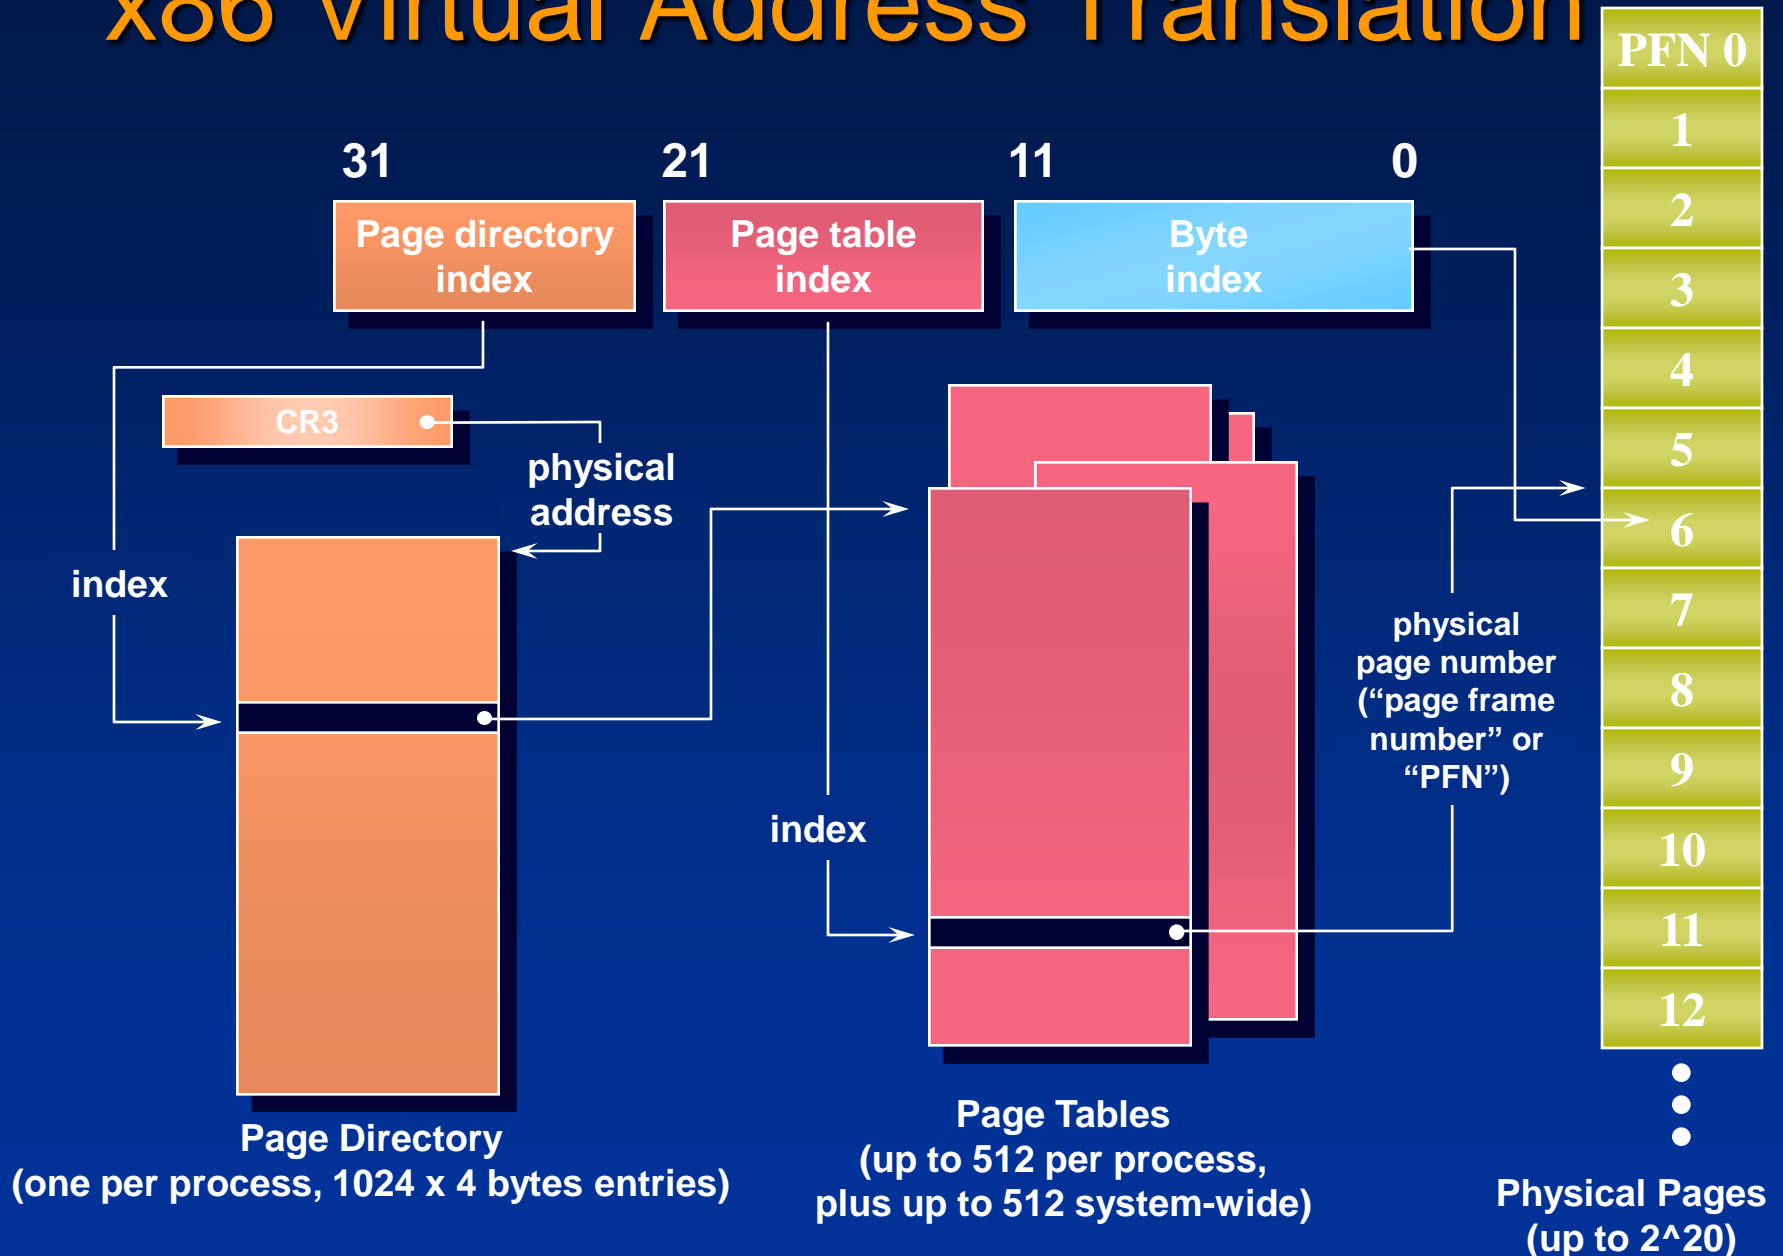 x86 Virtual Address Translation
31 21 11 0
Page directory
index
Page table
index
Byte
index
CR3
physical
address
index
index
physical
page number
(“page frame
number” or
“PFN”)
Page Directory
(one per process, 1024 x 4 bytes entries)
Page Tables
(up to 512 per process,
plus up to 512 system-wide)
PFN 0
1
2
3
4
5
6
7
8
9
10
11
12
Physical Pages
(up to 2^20)